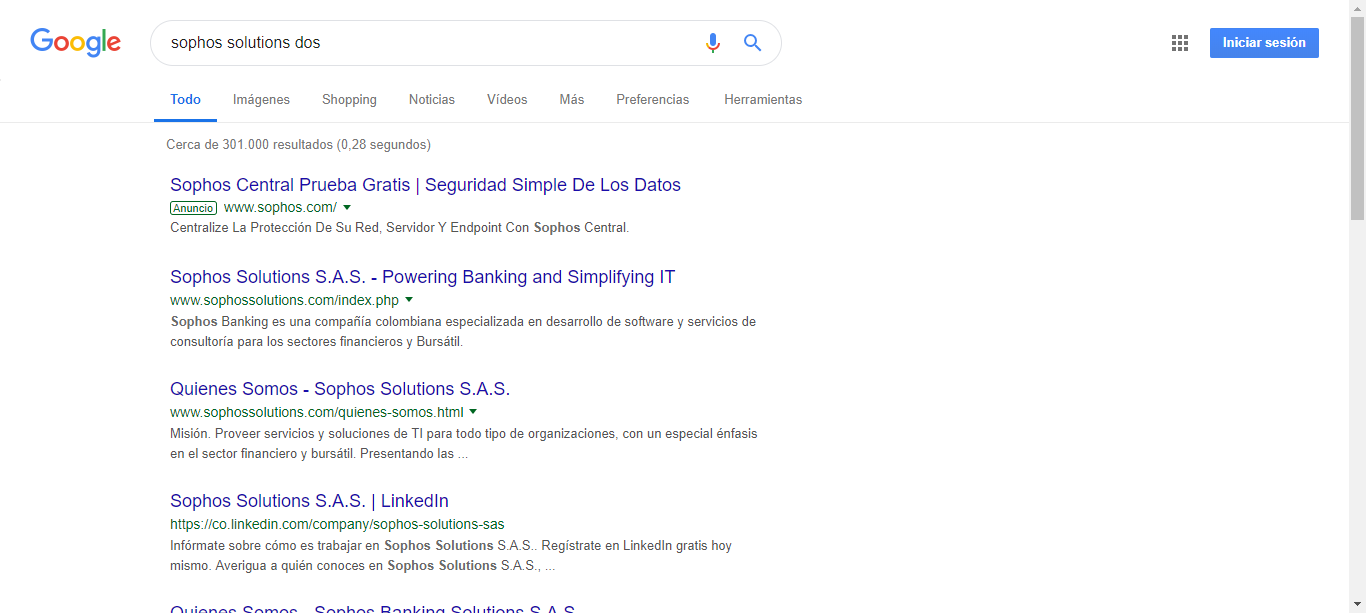 Google
sophos solutions dos
Iniciar sesión
Todo Imágenes Shopping Noticias Vídeos Más Preferencias Herramientas
Cerca de 301.000 resultados (0,28 segundos)
Sophos Central Prueba Gratis | Seguridad Simple De Los Datos
Anuncio www.sophos.com/
Centralize La Protección De Su Red, Servidor Y Endpoint Con Sophos Central.
Sophos Solutions S.A.S. - Powering Banking and Simplifying IT
www.sophossolutions.com/index.php
Sophos Banking es una compañía colombiana especializada en desarrollo de software y servicios de
consultoría para los sectores financieros y Bursátil.
Quienes Somos - Sophos Solutions S.A.S.
www.sophossolutions.com/quienes-somos.html
Misión. Proveer servicios y soluciones de TI para todo tipo de organizaciones, con un especial énfasis
en el sector financiero y bursátil. Presentando las ...
Sophos Solutions S.A.S. | LinkedIn
https://co.linkedin.com/company/sophos-solutions-sas
Infórmate sobre cómo es trabajar en Sophos Solutions S.A.S.. Regístrate en LinkedIn gratis hoy
mismo. Averigua a quién conoces en Sophos Solutions S.A.S., ...
Quienes Somos - Sophos Banking Solutions S.A.S.